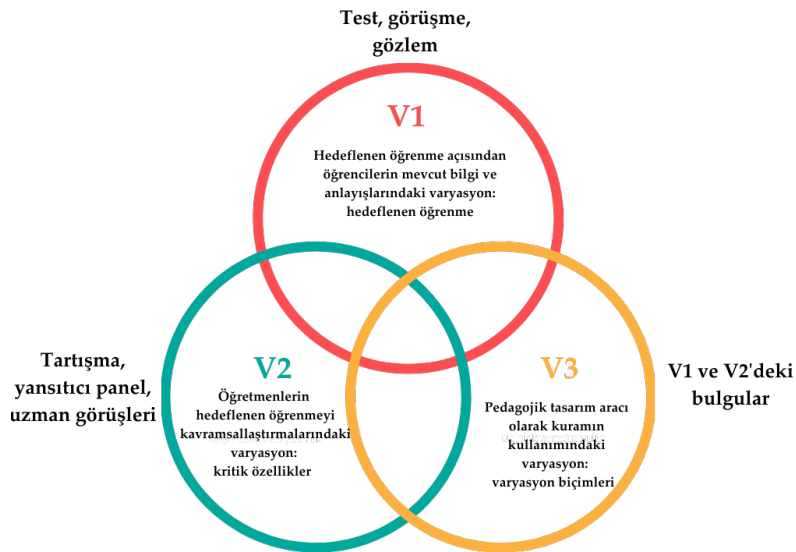 Test, görüşme,
gözlem
V1
Hedeflenen öğrenme açısından
öğrencilerin mevcut bilgi ve
anlayışlarındaki varyasyon:
hedeflenen öğrenme
Tartışma,
yansıtıcı panel,
uzman görüşleri
V2
Öğretmenlerin
hedeflenen öğrenmeyi
kavramsallaştırmalarındaki
varyasyon:
kritik özellikler
V3
Pedagojik tasarım aracı
olarak kuramın
kullanımındaki
varyasyon:
varyasyon biçimleri
V1 ve V2'deki
bulgular